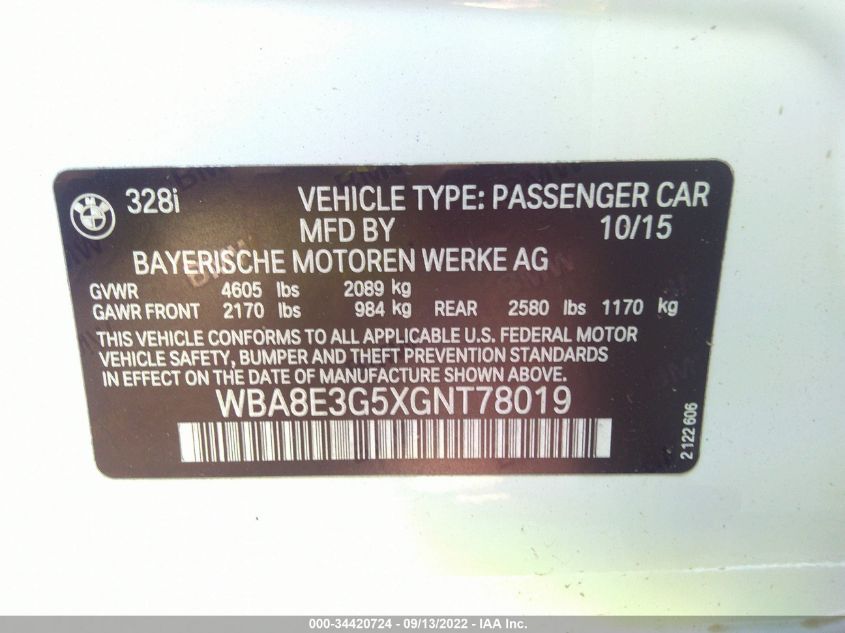 328i VEHICLE TYPE: PASSENGER CAR
MFD BY 10/15
BAYERISCHE MOTOREN WERKE AG
GVWR 4605 lbs 2089 kg
GAWR FRONT 2170 lbs 984 kg REAR 2580 lbs 1170 kg
THIS VEHICLE CONFORMS TO ALL APPLICABLE U.S. FEDERAL MOTOR
VEHICLE SAFETY, BUMPER AND THEFT PREVENTION STANDARDS
IN EFFECT ON THE DATE OF MANUFACTURE SHOWN ABOVE.
WBA8E3G5XGNT78019
2 122 606
000-34420724 - 09/13/2022 - IAA Inc.